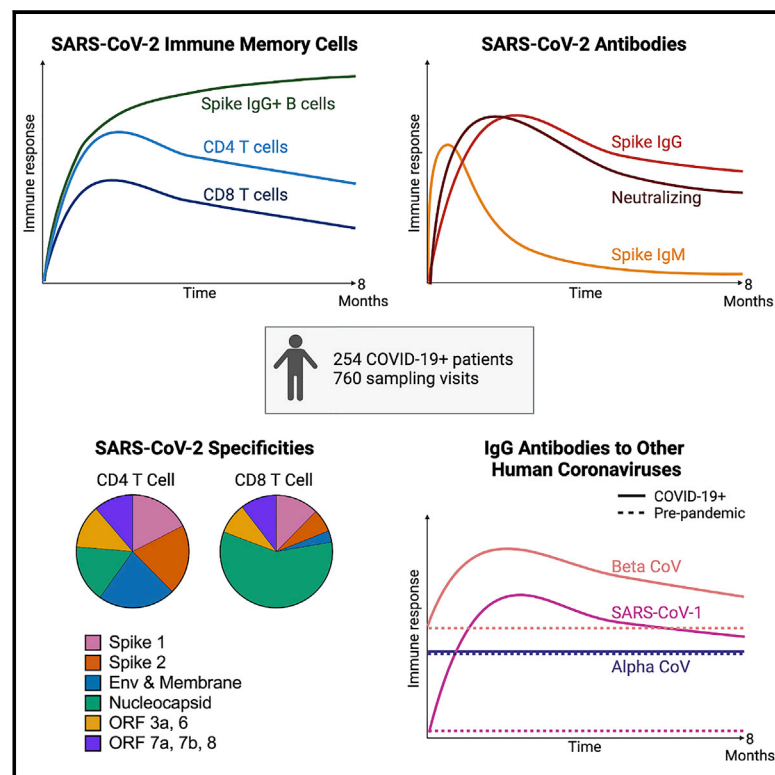 SARS-CoV-2 Immune Memory Cells
Immune response
Spike IgG+ B cells
CD4 T cells
CD8 T cells
Time
8
Months
SARS-CoV-2 Antibodies
Immune response
Spike IgG
Neutralizing
Spike IgM
Time
8
Months
254 COVID-19+ patients
760 sampling visits
SARS-CoV-2 Specificities
CD4 T Cell
CD8 T Cell
Spike 1
Spike 2
Env & Membrane
Nucleocapsid
ORF 3a, 6
ORF 7a, 7b, 8
IgG Antibodies to Other
Human Coronaviruses
COVID-19+
Pre-pandemic
Immune response
Beta CoV
SARS-CoV-1
Alpha CoV
Time
8
Months